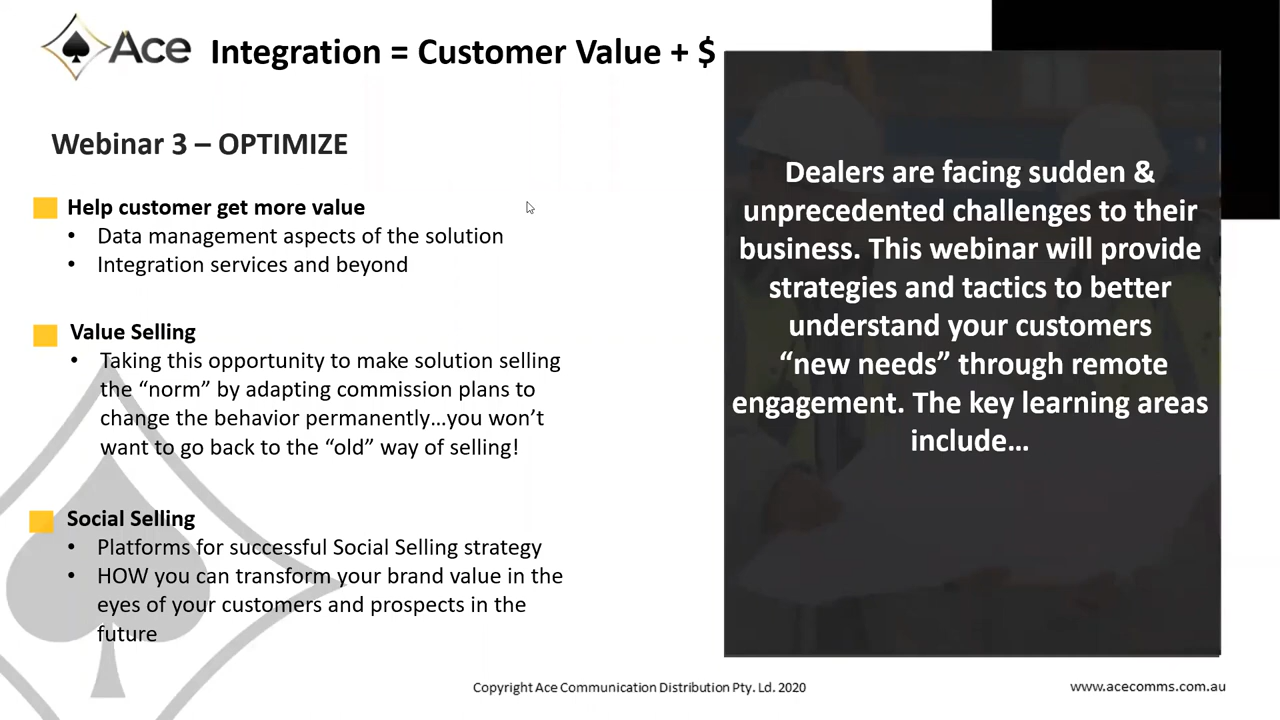 Ace
Integration = Customer Value + $
Webinar 3 – OPTIMIZE
Help customer get more value
• Data management aspects of the solution
• Integration services and beyond
Value Selling
• Taking this opportunity to make solution selling
the “norm” by adapting commission plans to
change the behavior permanently…you won’t
want to go back to the “old” way of selling!
Social Selling
• Platforms for successful Social Selling strategy
• HOW you can transform your brand value in the
eyes of your customers and prospects in the
future
Dealers are facing sudden &
unprecedented challenges to their
business. This webinar will provide
strategies and tactics to better
understand your customers
“new needs” through remote
engagement. The key learning areas
include…
Copyright Ace Communication Distribution Pty. Ld. 2020
www.acecomms.com.au